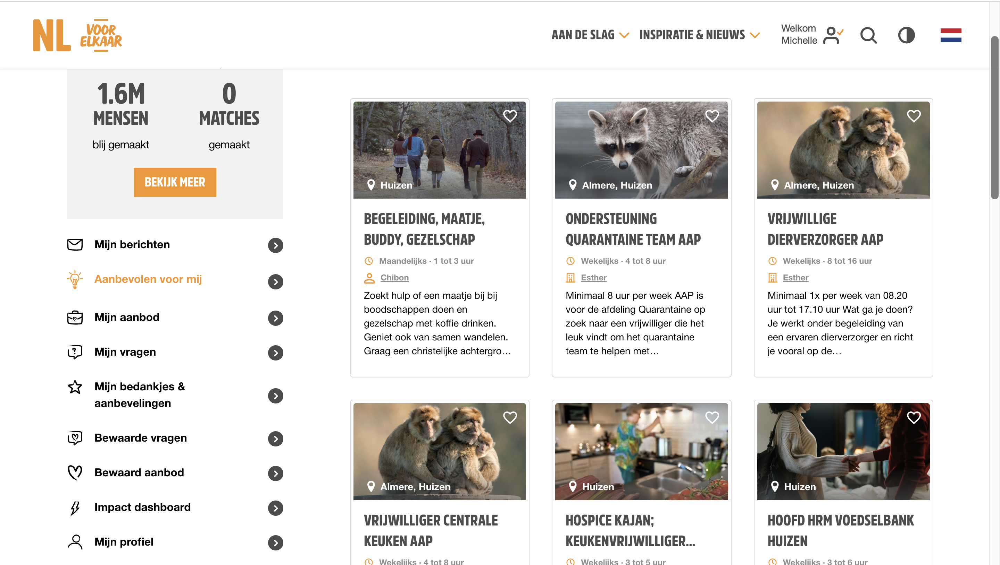 NL VOOR ELKAAR
AAN DE SLAG
INSPIRATIE & NIEUWS
Welkom
Michelle
1.6M
MENSEN
blij gemaakt
0
MATCHES
gemaakt
BEKIJK MEER
Mijn berichten
Aanbevolen voor mij
Mijn aanbod
Mijn vragen
Mijn bedankjes &
aanbevelingen
Bewaarde vragen
Bewaard aanbod
Impact dashboard
Mijn profiel
Huizen
BEGELEIDING, MAATJE,
BUDDY, GEZELSCHAP
Maandelijks · 1 tot 3 uur
Chibon
Zoekt hulp of een maatje bij bij
boodschappen doen en
gezelschap met koffie drinken.
Geniet ook van samen wandelen.
Graag een christelijke achtergro…
Almere, Huizen
ONDERSTEUNING
QUARANTAINE TEAM AAP
Wekelijks · 4 tot 8 uur
Esther
Minimaal 8 uur per week AAP is
voor de afdeling Quarantaine op
zoek naar een vrijwilliger die het
leuk vindt om het quarantaine
team te helpen met…
Almere, Huizen
VRIJWILLIGE
DIERVERZORGER AAP
Wekelijks · 8 tot 16 uur
Esther
Minimaal 1x per week van 08.20
uur tot 17.10 uur Wat ga je doen?
Je werkt onder begeleiding van
een ervaren dierverzorger en richt
je vooral op de…
Almere, Huizen
VRIJWILLIGER CENTRALE
KEUKEN AAP
Wekelijks · 4 tot 8 uur
Huizen
HOSPICE KAJAN;
KEUKENVRIJWILLIGER...
Wekelijks · 3 tot 5 uur
Huizen
HOOFD HRM VOEDSELBANK
HUIZEN
Wekelijks · 3 tot 6 uur